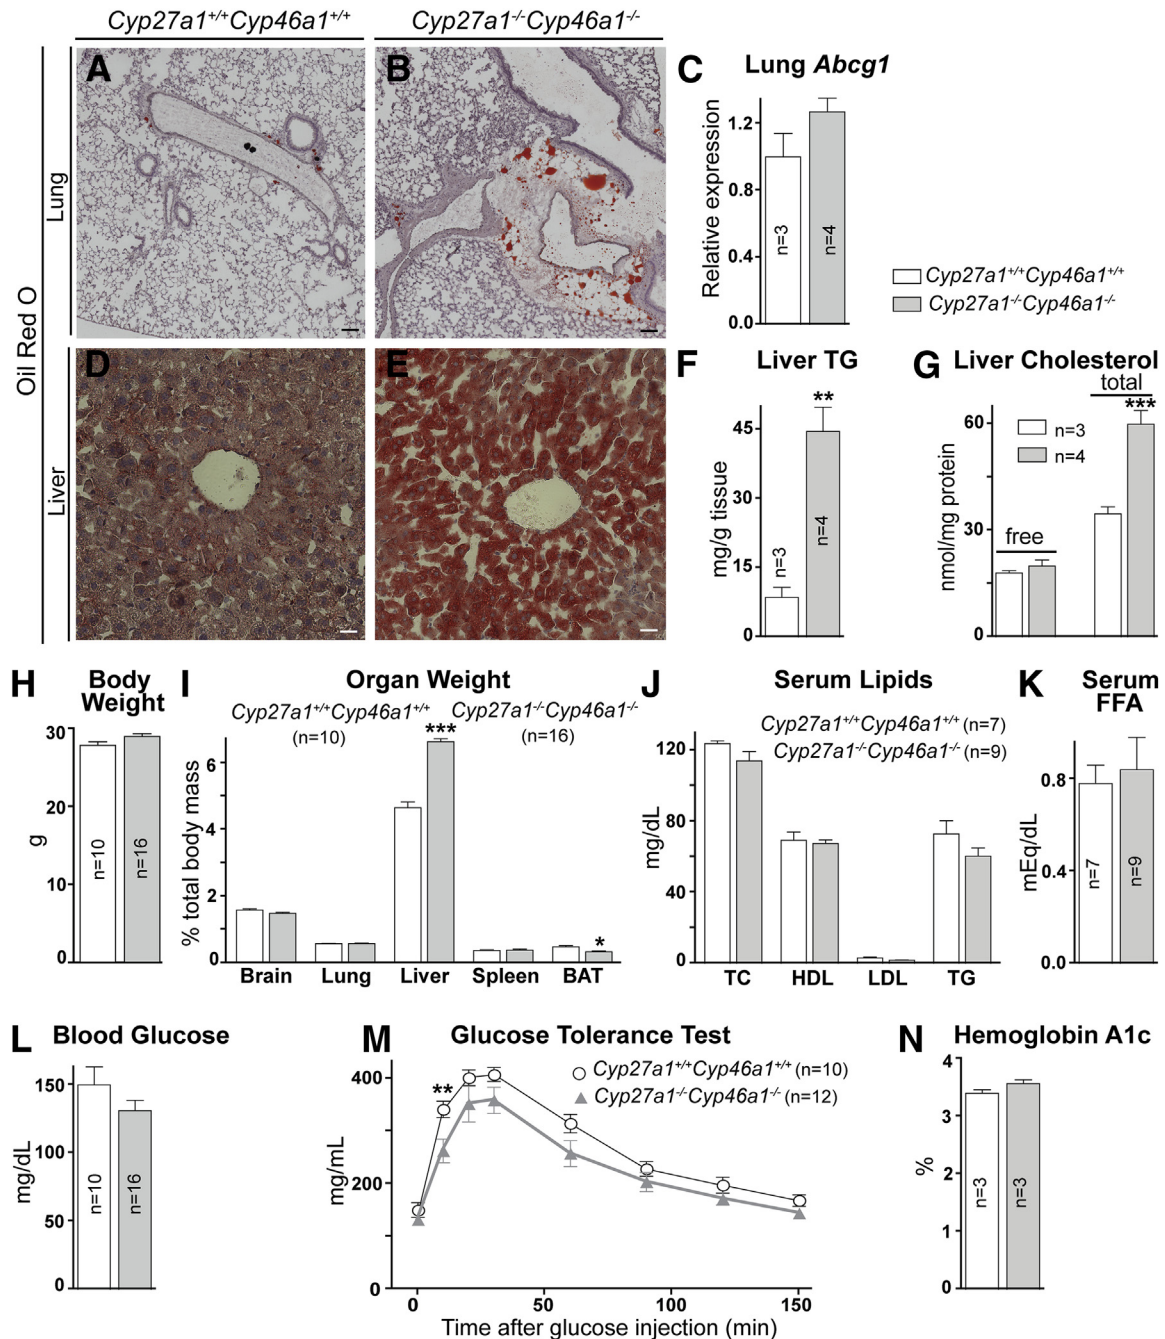 Cyp27a1+/+Cyp46a1+/+ Cyp27a1-/-Cyp46a1-/-
Oil Red O
Lung
Liver
A
B
C Lung Abcg1
Relative expression
1.2
0.8
0.4
0.0
n=3
n=4
Cyp27a1+/+Cyp46a1+/+
Cyp27a1-/-Cyp46a1-/-
D
E
F Liver TG
mg/g tissue
45
30
15
0
n=3
n=4
**
G Liver Cholesterol
total
***
nmol/mg protein
60
30
0
n=3
n=4
free
H Body
Weight
g
30
20
10
0
n=10
n=16
I Organ Weight
Cyp27a1+/+Cyp46a1+/+ Cyp27a1-/-Cyp46a1-/-
(n=10) *** (n=16)
% total body mass
6
4
2
0
*
Brain Lung Liver Spleen BAT
J Serum Lipids
Cyp27a1+/+Cyp46a1+/+ (n=7)
Cyp27a1-/-Cyp46a1-/- (n=9)
mg/dL
120
80
40
0
TC HDL LDL TG
K Serum
FFA
mEq/dL
0.8
0.4
0.0
n=7
n=9
L Blood Glucose
mg/dL
150
100
50
0
n=10
n=16
M Glucose Tolerance Test
Cyp27a1+/+Cyp46a1+/+ (n=10)
Cyp27a1-/-Cyp46a1-/- (n=12)
**
mg/mL
400
200
0
0 50 100 150
Time after glucose injection (min)
N Hemoglobin A1c
%
4
3
2
1
0
n=3
n=3